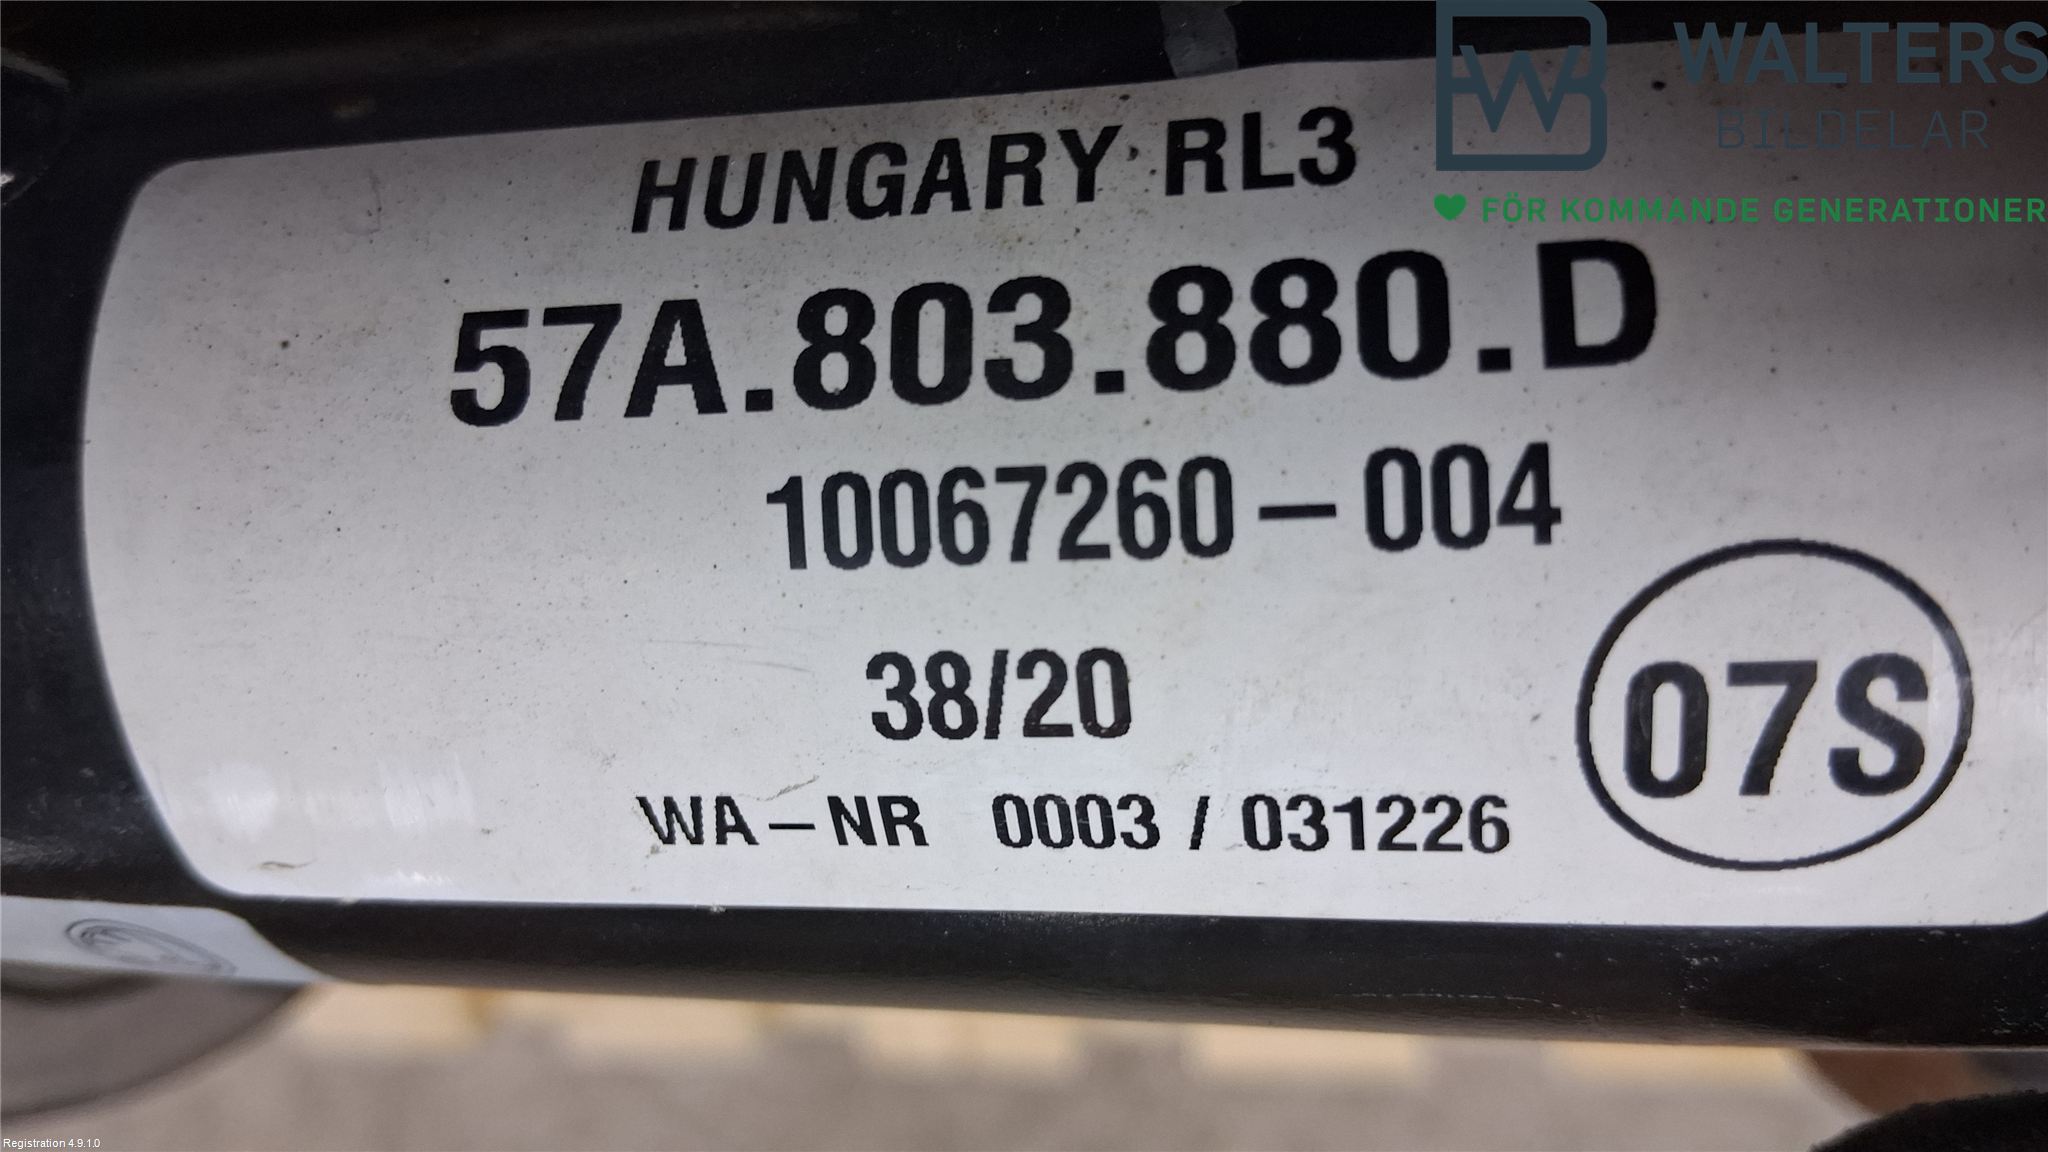 WALTERS
BILDELAR
FÖR KOMMANDE GENERATIONER
HUNGARY RL3
57A.803.880.D
10067260-004
38/20
07S
WA-NR 0003 / 031226
Registration 4.9.1.0